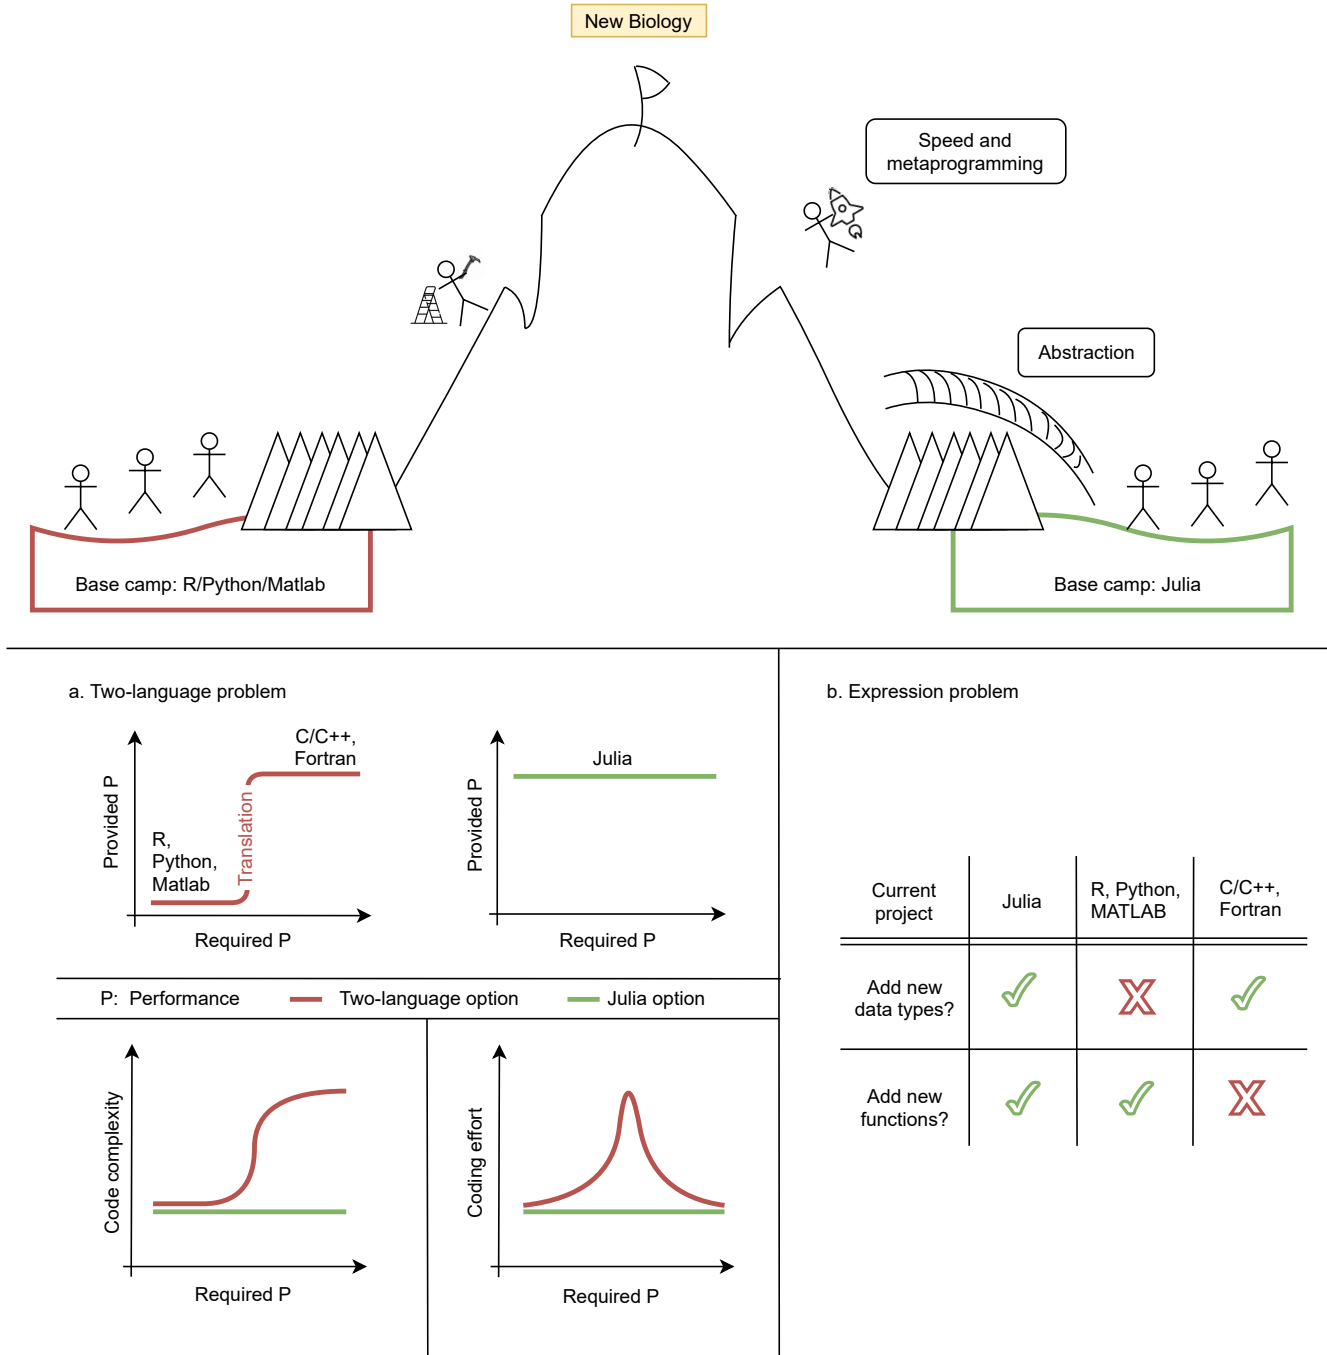 New Biology
Speed and
metaprogramming
Abstraction
Base camp: R/Python/Matlab
Base camp: Julia
a. Two-language problem
Provided P
R,
Python,
Matlab
Translation
C/C++,
Fortran
Required P
Provided P
Julia
Required P
P: Performance
Two-language option
Julia option
Code complexity
Required P
Coding effort
Required P
b. Expression problem
Current
project
Julia
R, Python,
MATLAB
C/C++,
Fortran
Add new
data types?
Add new
functions?